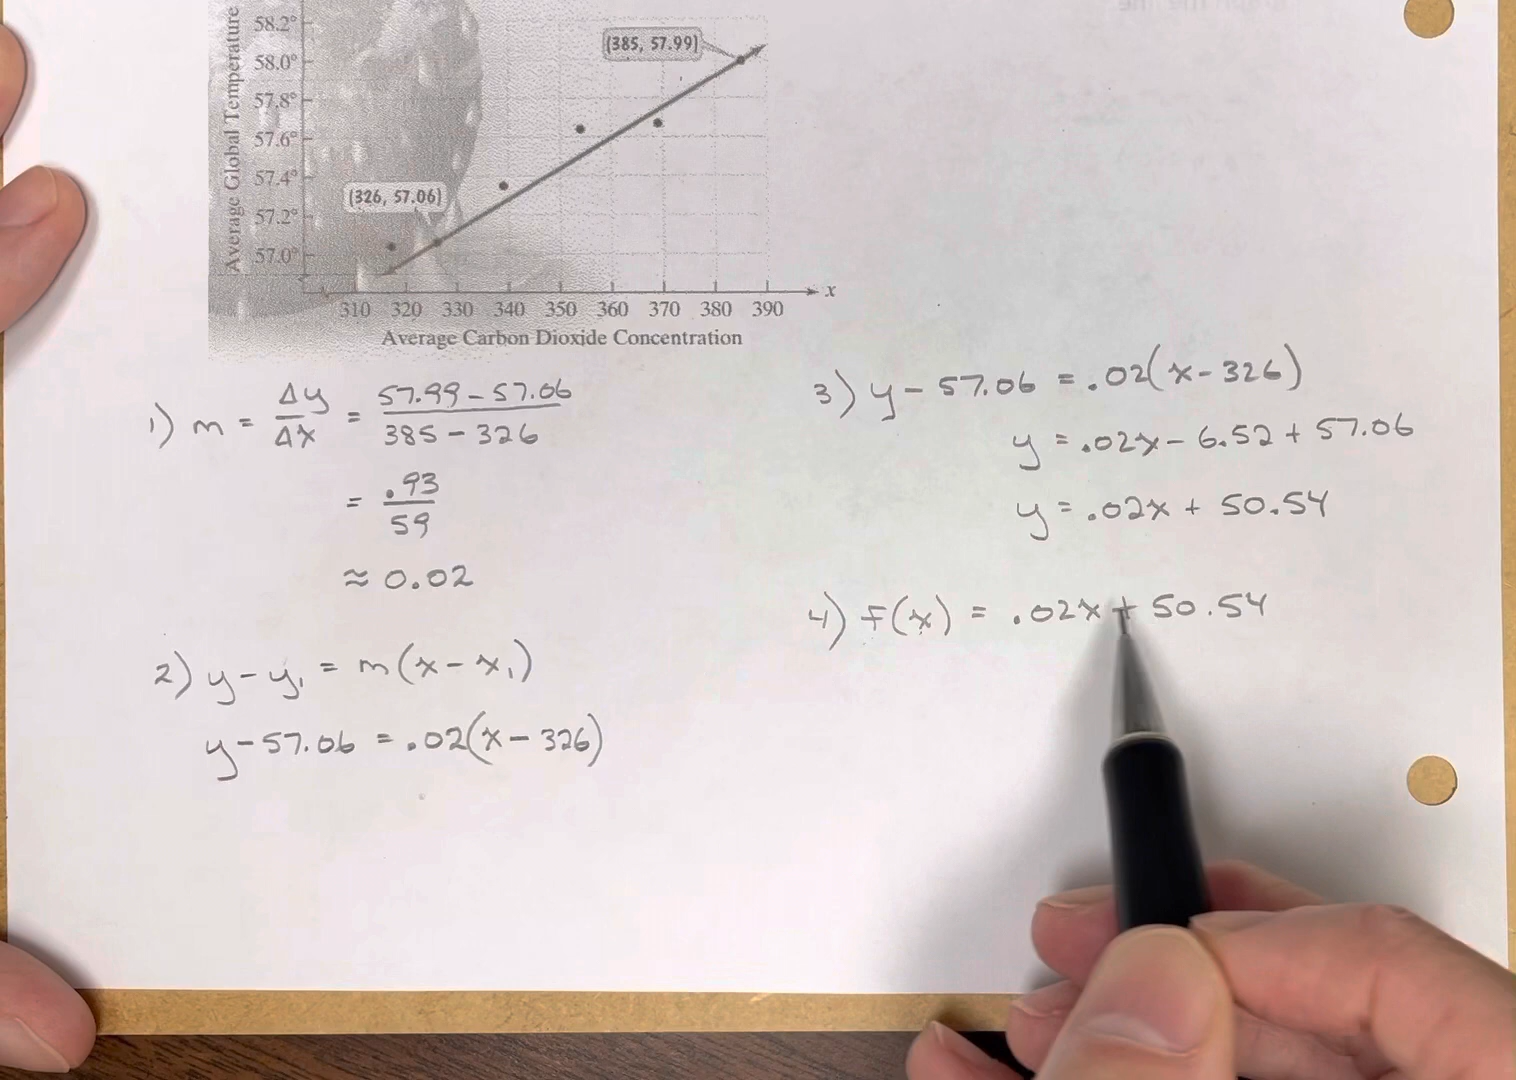 Average Global Temperature
58.2°
58.0°
57.8°
57.6°
57.4°
57.2°
57.0°
(385, 57.99)
(326, 57.06)
310 320 330 340 350 360 370 380 390
x
Average Carbon Dioxide Concentration
1) m = Δy/Δx = 57.99 - 57.06 / 385 - 326
= .93/59
≈ 0.02
2) y - y₁ = m(x - x₁)
y - 57.06 = .02(x - 326)
3) y - 57.06 = .02(x - 326)
y = .02x - 6.52 + 57.06
y = .02x + 50.54
4) f(x) = .02x + 50.54